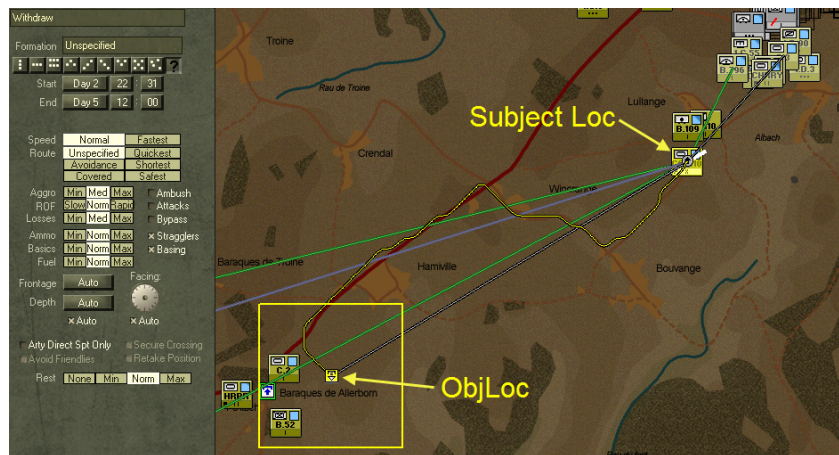 Withdraw
Formation Unspecified
?
Start Day 2 22 : 31
End Day 5 12 : 00
Speed Normal Fastest
Route Unspecified Quickest
Avoidance Shortest
Covered Safest
Aggro Min Med Max Ambush
ROF Slow Norm Rapid Attacks
Losses Min Med Max Bypass
Ammo Min Norm Max Stragglers
Basics Min Norm Max Basing
Fuel Min Norm Max
Frontage Auto Facing:
Depth Auto
Auto Auto
Arty Direct Spt Only Secure Crossing
Avoid Friendlies Retake Position
Rest None Min Norm Max
Troine
Rau de Troine
Lullange
Crendal
Albach
Subject Loc
B.109
Wincrange
Baraques de Troine
Hamiville
Bouvange
C.2
ObjLoc
Baraques de Allerborn
B.52